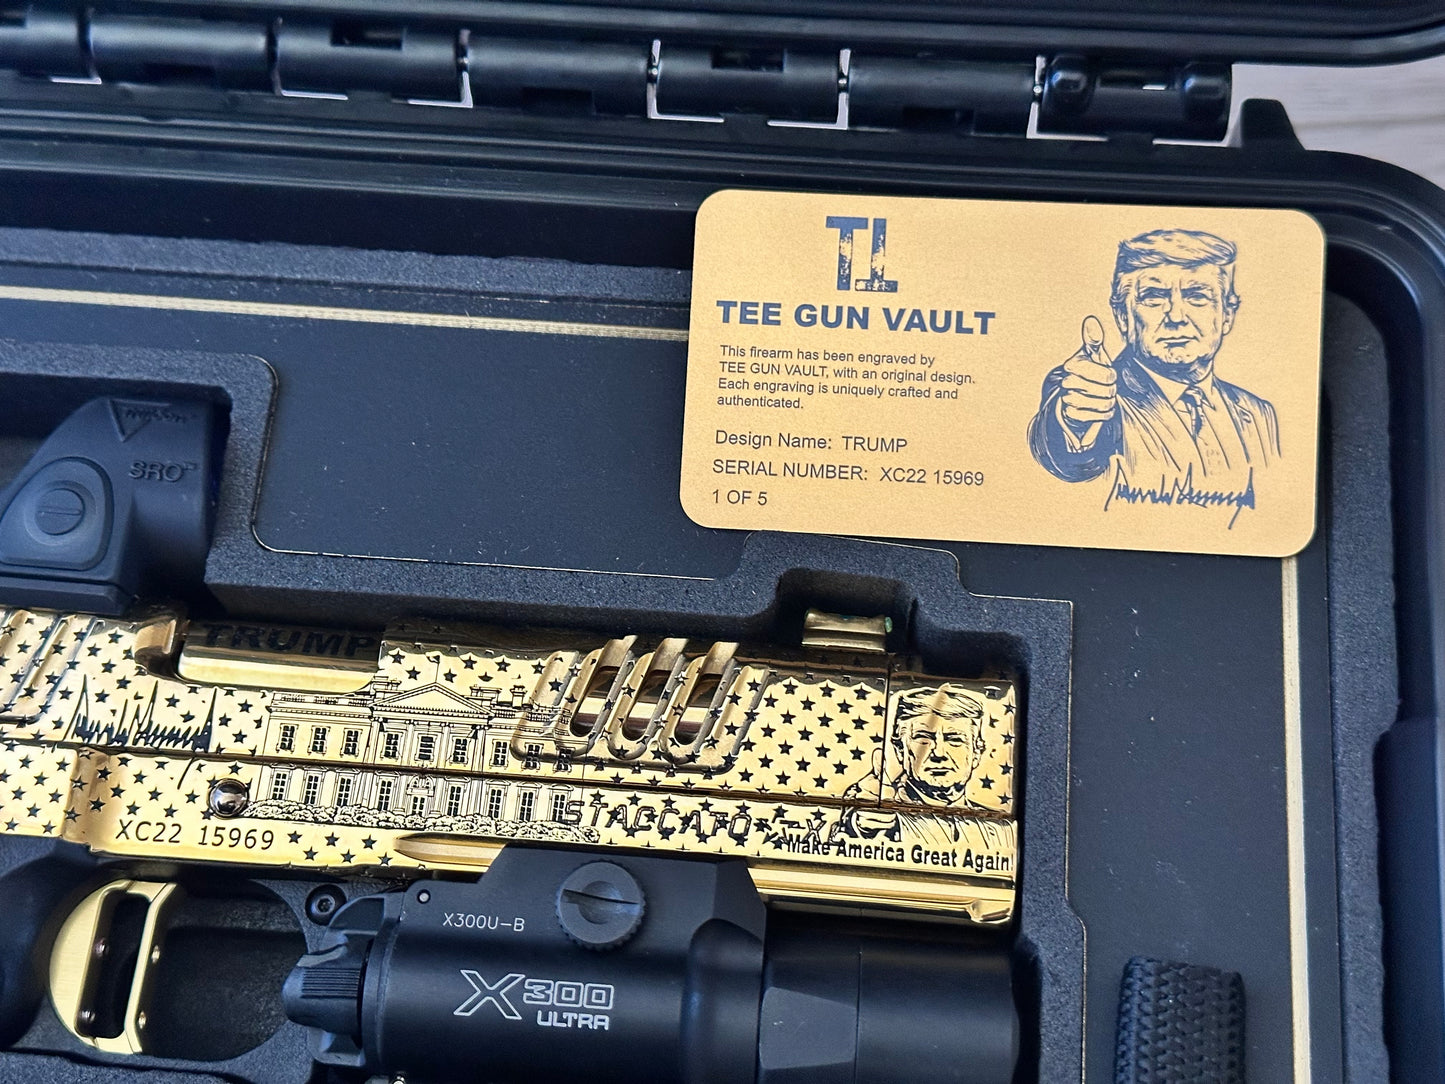 TEE GUN VAULT
This firearm has been engraved by
TEE GUN VAULT, with an original design.
Each engraving is uniquely crafted and
authenticated.
Design Name: TRUMP
SERIAL NUMBER: XC22 15969
1 OF 5
SRO™
TRUMP
STACCATO
XC22 15969
Make America Great Again!
X300U-B
X300
ULTRA